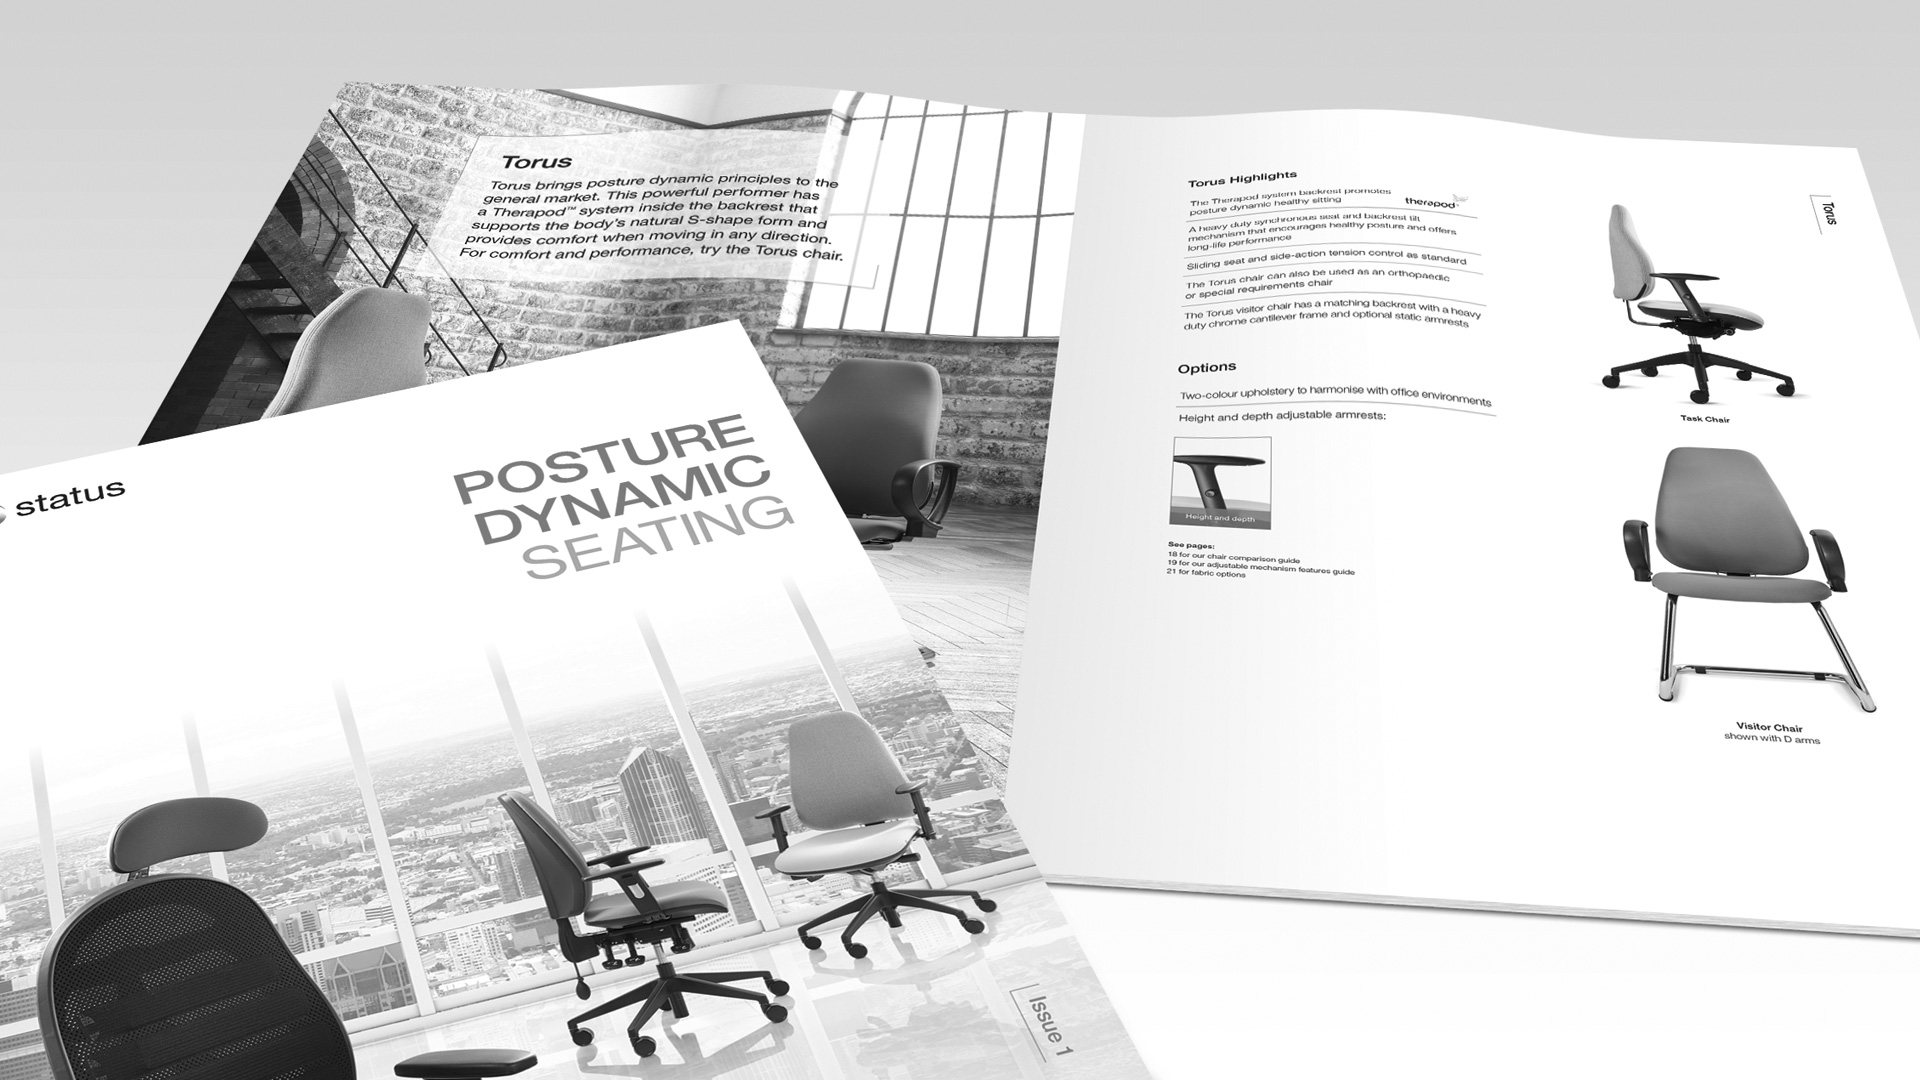 Torus
Torus brings posture dynamic principles to the
general market. This powerful performer has
a Therapod™ system inside the backrest that
supports the body's natural S-shape form and
provides comfort when moving in any direction.
For comfort and performance, try the Torus chair.
status
POSTURE
DYNAMIC
SEATING
Issue 1
Torus Highlights
The Therapod system backrest promotes
posture dynamic healthy sitting
therapod
A heavy duty synchronous seat and backrest tilt
mechanism that encourages healthy posture and offers
long-life performance
Sliding seat and side-action tension control as standard
The Torus chair can also be used as an orthopaedic
or special requirements chair
The Torus visitor chair has a matching backrest with a heavy
duty chrome cantilever frame and optional static armrests
Options
Two-colour upholstery to harmonise with office environments
Height and depth adjustable armrests:
Height and depth
See pages:
18 for our chair comparison guide
19 for our adjustable mechanism features guide
21 for fabric options
Torus
Task Chair
Visitor Chair
shown with D arms